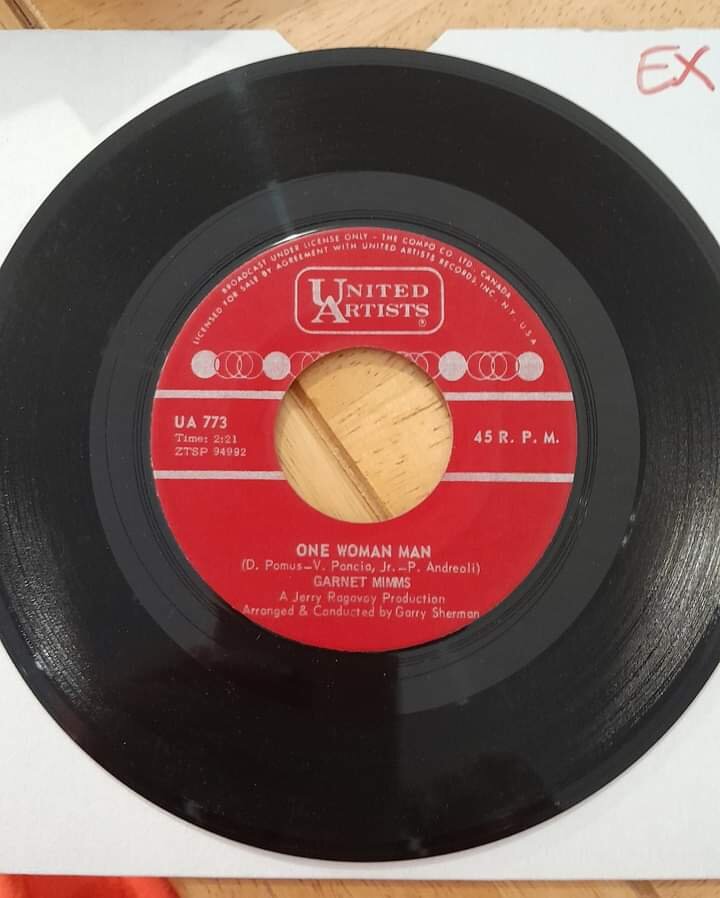 EX
BROADCAST UNDER LICENSE ONLY - THE COMPO CO. LTD. CANADA
LICENSED FOR SALE BY AGREEMENT WITH UNITED ARTISTS RECORDS, INC. N.Y. U.S.A
UNITED
ARTISTS
®
UA 773
Time: 2:21
ZTSP 94992
45 R. P. M.
ONE WOMAN MAN
(D. Pomus—V. Poncia, Jr.—P. Andreoli)
GARNET MIMMS
A Jerry Ragavoy Production
Arranged & Conducted by Garry Sherman